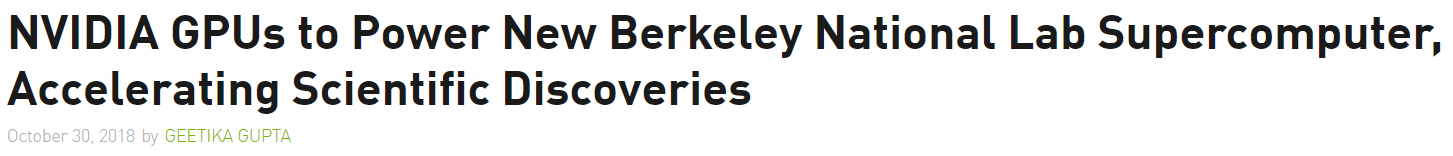 NVIDIA GPUs to Power New Berkeley National Lab Supercomputer,
Accelerating Scientific Discoveries
October 30, 2018 by GEETIKA GUPTA